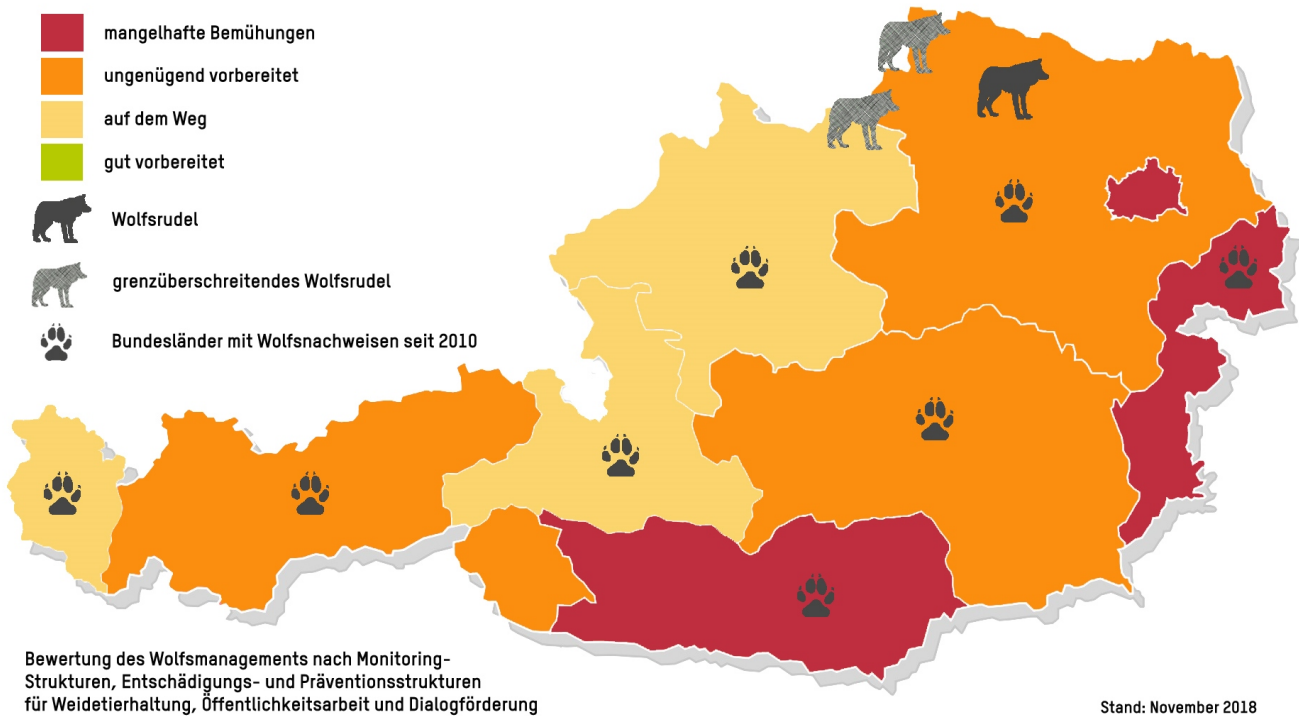 mangelhafte Bemühungen
ungenügend vorbereitet
auf dem Weg
gut vorbereitet
Wolfsrudel
grenzüberschreitendes Wolfsrudel
Bundesländer mit Wolfsnachweisen seit 2010
Bewertung des Wolfsmanagements nach Monitoring-
Strukturen, Entschädigungs- und Präventionsstrukturen
für Weidetierhaltung, Öffentlichkeitsarbeit und Dialogförderung
Stand: November 2018